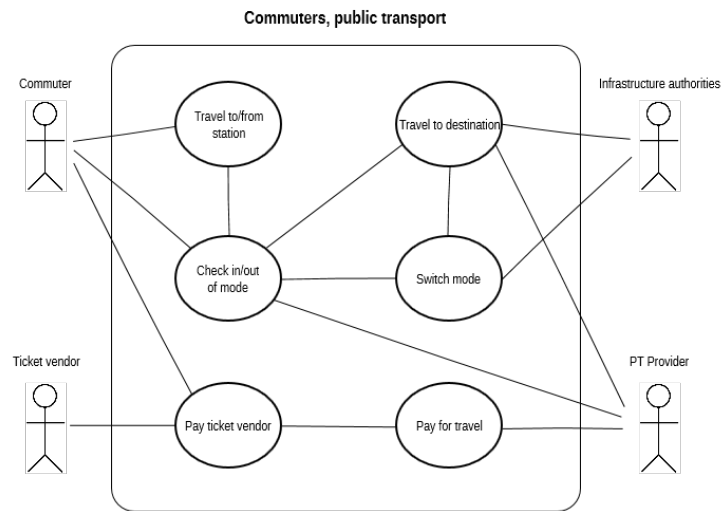 Commuters, public transport
Commuter
Infrastructure authorities
Travel to/from
station
Travel to destination
Check in/out
of mode
Switch mode
Ticket vendor
PT Provider
Pay ticket vendor
Pay for travel